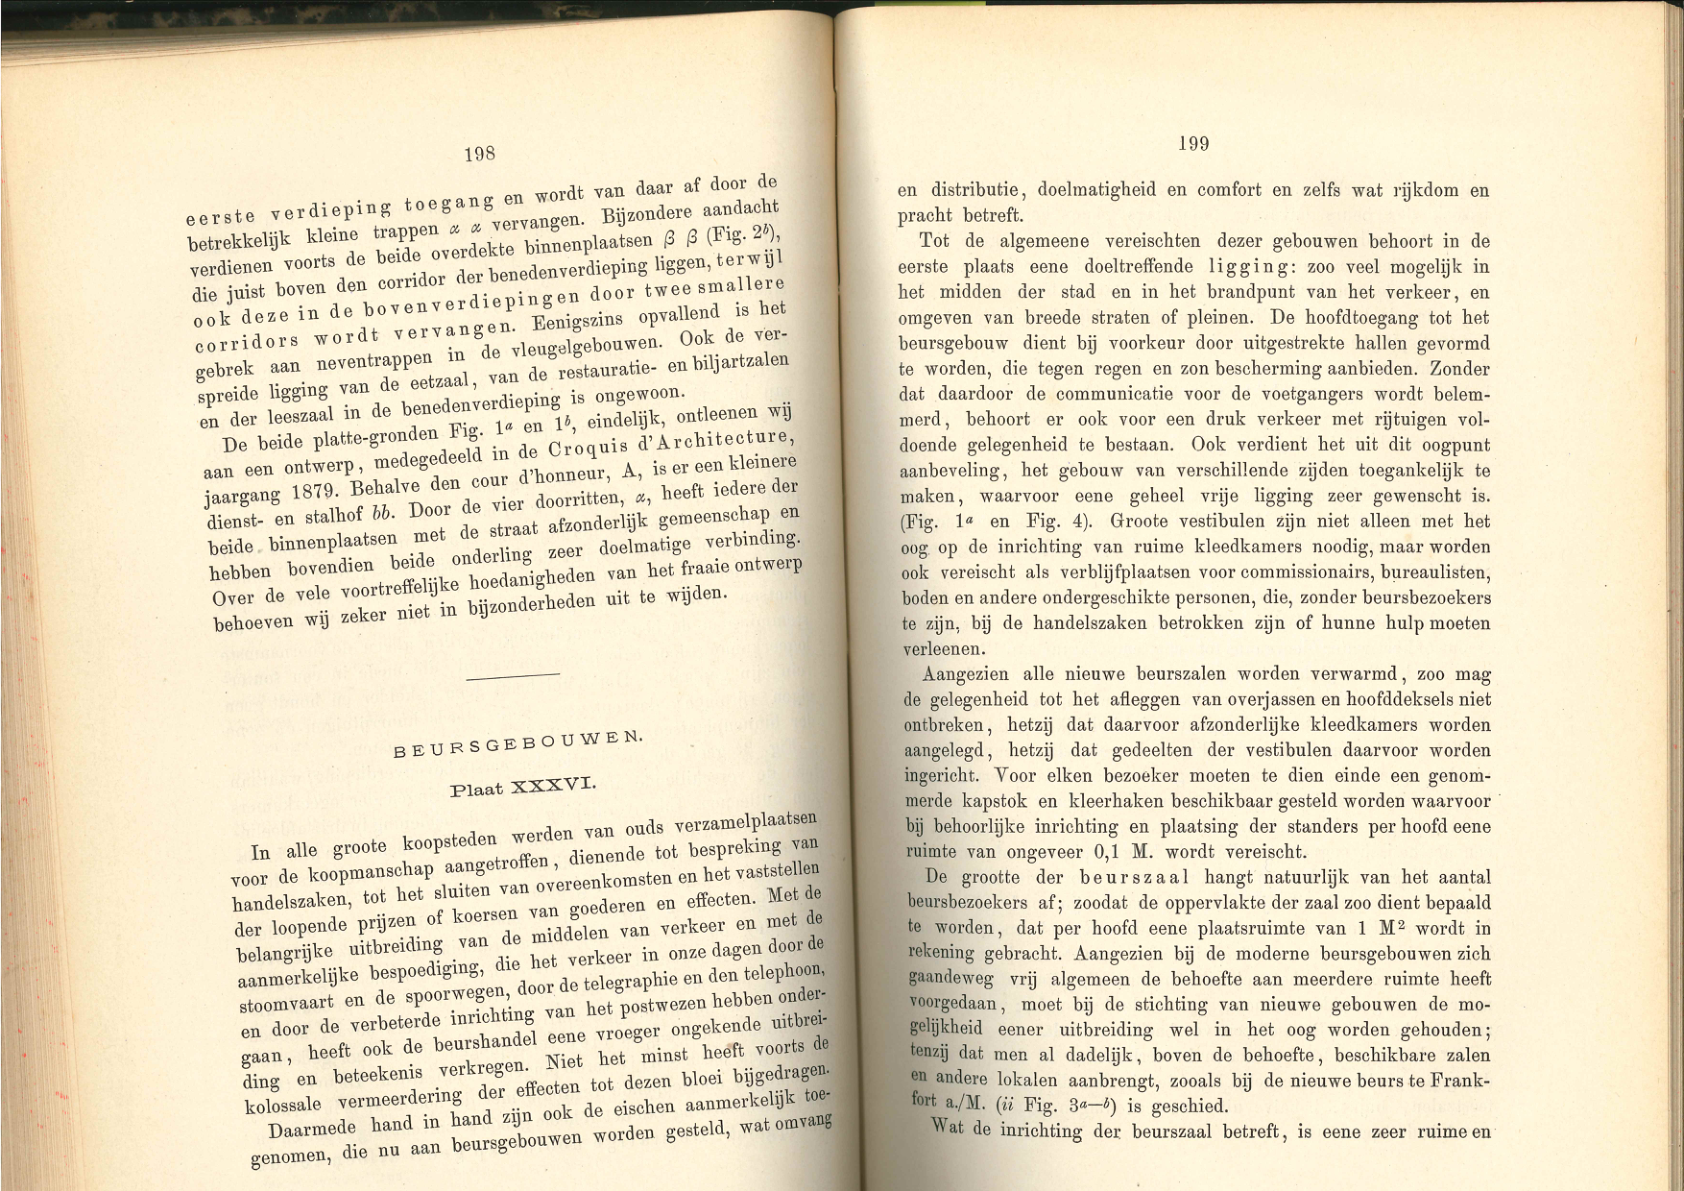 198
eerste verdieping toegang en wordt van daar af door de
betrekkelijk kleine trappen α α vervangen. Bijzondere aandacht
verdienen voorts de beide overdekte binnenplaatsen β β (Fig. 2b),
die juist boven den corridor der benedenverdieping liggen, terwijl
ook deze in de bovenverdiepingen door twee smallere
corridors wordt vervangen. Eenigszins opvallend is het
gebrek aan neventrappen in de vleugelgebouwen. Ook de ver-
spreide ligging van de eetzaal, van de restauratie- en biljartzalen
en der leeszaal in de benedenverdieping is ongewoon.
De beide platte-gronden Fig. 1a en 1b, eindelijk, ontleenen wij
aan een ontwerp, medegedeeld in de Croquis d'Architecture,
jaargang 1879. Behalve den cour d'honneur, A, is er een kleinere
dienst- en stalhof bb. Door de vier doorritten, α, heeft iedere der
beide binnenplaatsen met de straat afzonderlijk gemeenschap en
hebben bovendien beide onderling zeer doelmatige verbinding.
Over de vele voortreffelijke hoedanigheden van het fraaie ontwerp
behoeven wij zeker niet in bijzonderheden uit te wijden.
BEURSGEBOUWEN.
Plaat XXXVI.
In alle groote koopsteden werden van ouds verzamelplaatsen
voor de koopmanschap aangetroffen, dienende tot bespreking van
handelszaken, tot het sluiten van overeenkomsten en het vaststellen
der loopende prijzen of koersen van goederen en effecten. Met de
belangrijke uitbreiding van de middelen van verkeer en met de
aanmerkelijke bespoediging, die het verkeer in onze dagen door de
stoomvaart en de spoorwegen, door de telegraphie en den telephoon,
en door de verbeterde inrichting van het postwezen hebben onder-
gaan, heeft ook de beurshandel eene vroeger ongekende uitbrei-
ding en beteekenis verkregen. Niet het minst heeft voorts de
kolossale vermeerdering der effecten tot dezen bloei bijgedragen.
Daarmede hand in hand zijn ook de eischen aanmerkelijk toe-
genomen, die nu aan beursgebouwen worden gesteld, wat omvang
199
en distributie, doelmatigheid en comfort en zelfs wat rijkdom en
pracht betreft.
Tot de algemeene vereischten dezer gebouwen behoort in de
eerste plaats eene doeltreffende ligging: zoo veel mogelijk in
het midden der stad en in het brandpunt van het verkeer, en
omgeven van breede straten of pleinen. De hoofdtoegang tot het
beursgebouw dient bij voorkeur door uitgestrekte hallen gevormd
te worden, die tegen regen en zon bescherming aanbieden. Zonder
dat daardoor de communicatie voor de voetgangers wordt belem-
merd, behoort er ook voor een druk verkeer met rijtuigen vol-
doende gelegenheid te bestaan. Ook verdient het uit dit oogpunt
aanbeveling, het gebouw van verschillende zijden toegankelijk te
maken, waarvoor eene geheel vrije ligging zeer gewenscht is.
(Fig. 1a en Fig. 4). Groote vestibulen zijn niet alleen met het
oog op de inrichting van ruime kleedkamers noodig, maar worden
ook vereischt als verblijfplaatsen voor commissionairs, bureaulisten,
boden en andere ondergeschikte personen, die, zonder beursbezoekers
te zijn, bij de handelszaken betrokken zijn of hunne hulp moeten
verleenen.
Aangezien alle nieuwe beurszalen worden verwarmd, zoo mag
de gelegenheid tot het afleggen van overjassen en hoofddeksels niet
ontbreken, hetzij dat daarvoor afzonderlijke kleedkamers worden
aangelegd, hetzij dat gedeelten der vestibulen daarvoor worden
ingericht. Voor elken bezoeker moeten te dien einde een genom-
merde kapstok en kleerhaken beschikbaar gesteld worden waarvoor
bij behoorlijke inrichting en plaatsing der standers per hoofd eene
ruimte van ongeveer 0,1 M. wordt vereischt.
De grootte der beurszaal hangt natuurlijk van het aantal
beursbezoekers af; zoodat de oppervlakte der zaal zoo dient bepaald
te worden, dat per hoofd eene plaatsruimte van 1 M² wordt in
rekening gebracht. Aangezien bij de moderne beursgebouwen zich
gaandeweg vrij algemeen de behoefte aan meerdere ruimte heeft
voorgedaan, moet bij de stichting van nieuwe gebouwen de mo-
gelijkheid eener uitbreiding wel in het oog worden gehouden;
tenzij dat men al dadelijk, boven de behoefte, beschikbare zalen
en andere lokalen aanbrengt, zooals bij de nieuwe beurs te Frank-
fort a./M. (ii Fig. 3a—b) is geschied.
Wat de inrichting der beurszaal betreft, is eene zeer ruime en